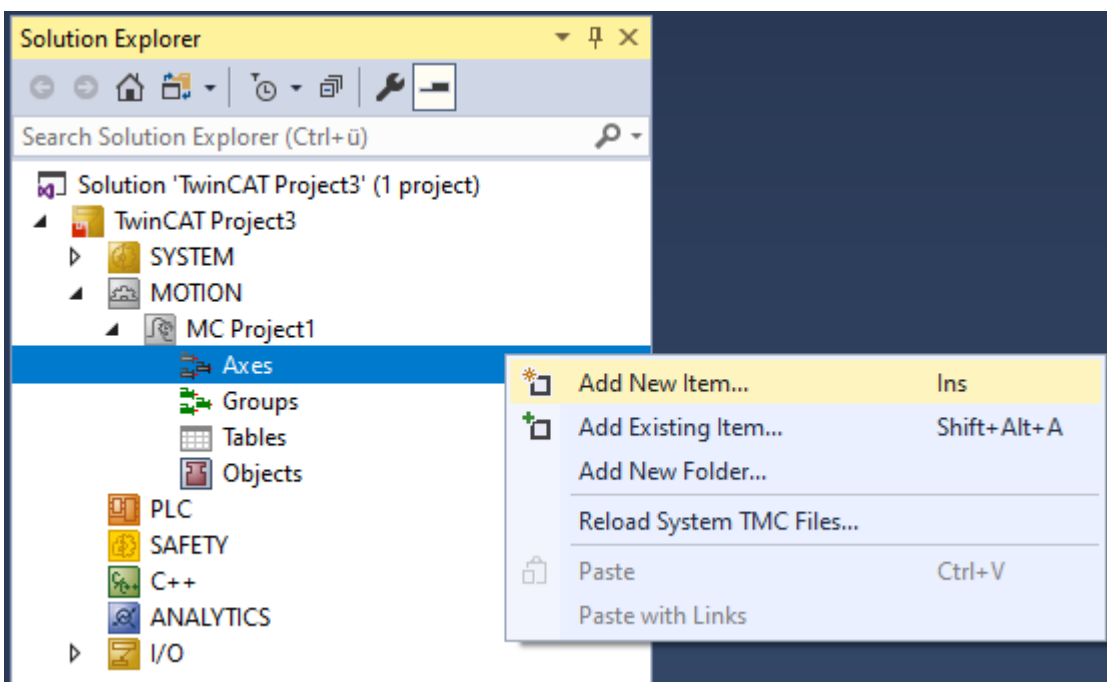 Solution Explorer
Search Solution Explorer (Ctrl+ü)
Solution 'TwinCAT Project3' (1 project)
TwinCAT Project3
SYSTEM
MOTION
MC Project1
Axes
Groups
Tables
Objects
PLC
SAFETY
C++
ANALYTICS
I/O
Add New Item... Ins
Add Existing Item... Shift+Alt+A
Add New Folder...
Reload System TMC Files...
Paste Ctrl+V
Paste with Links